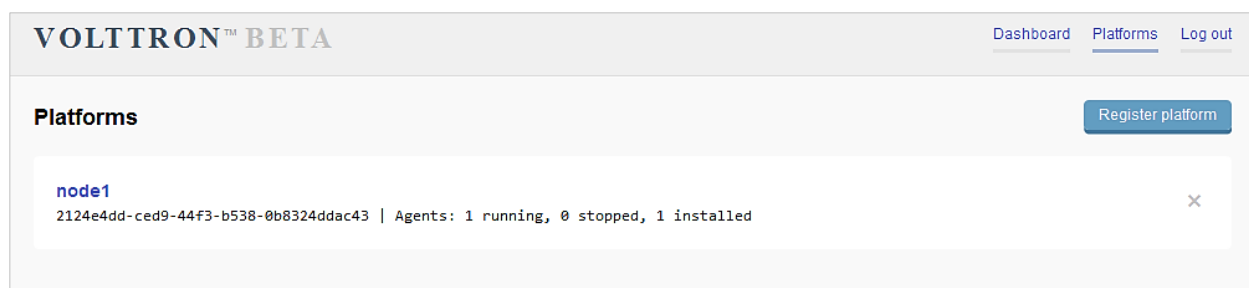 VOLTTRON™ BETA
Dashboard Platforms Log out
Platforms
Register platform
node1
2124e4dd-ced9-44f3-b538-0b8324ddac43 | Agents: 1 running, 0 stopped, 1 installed
×